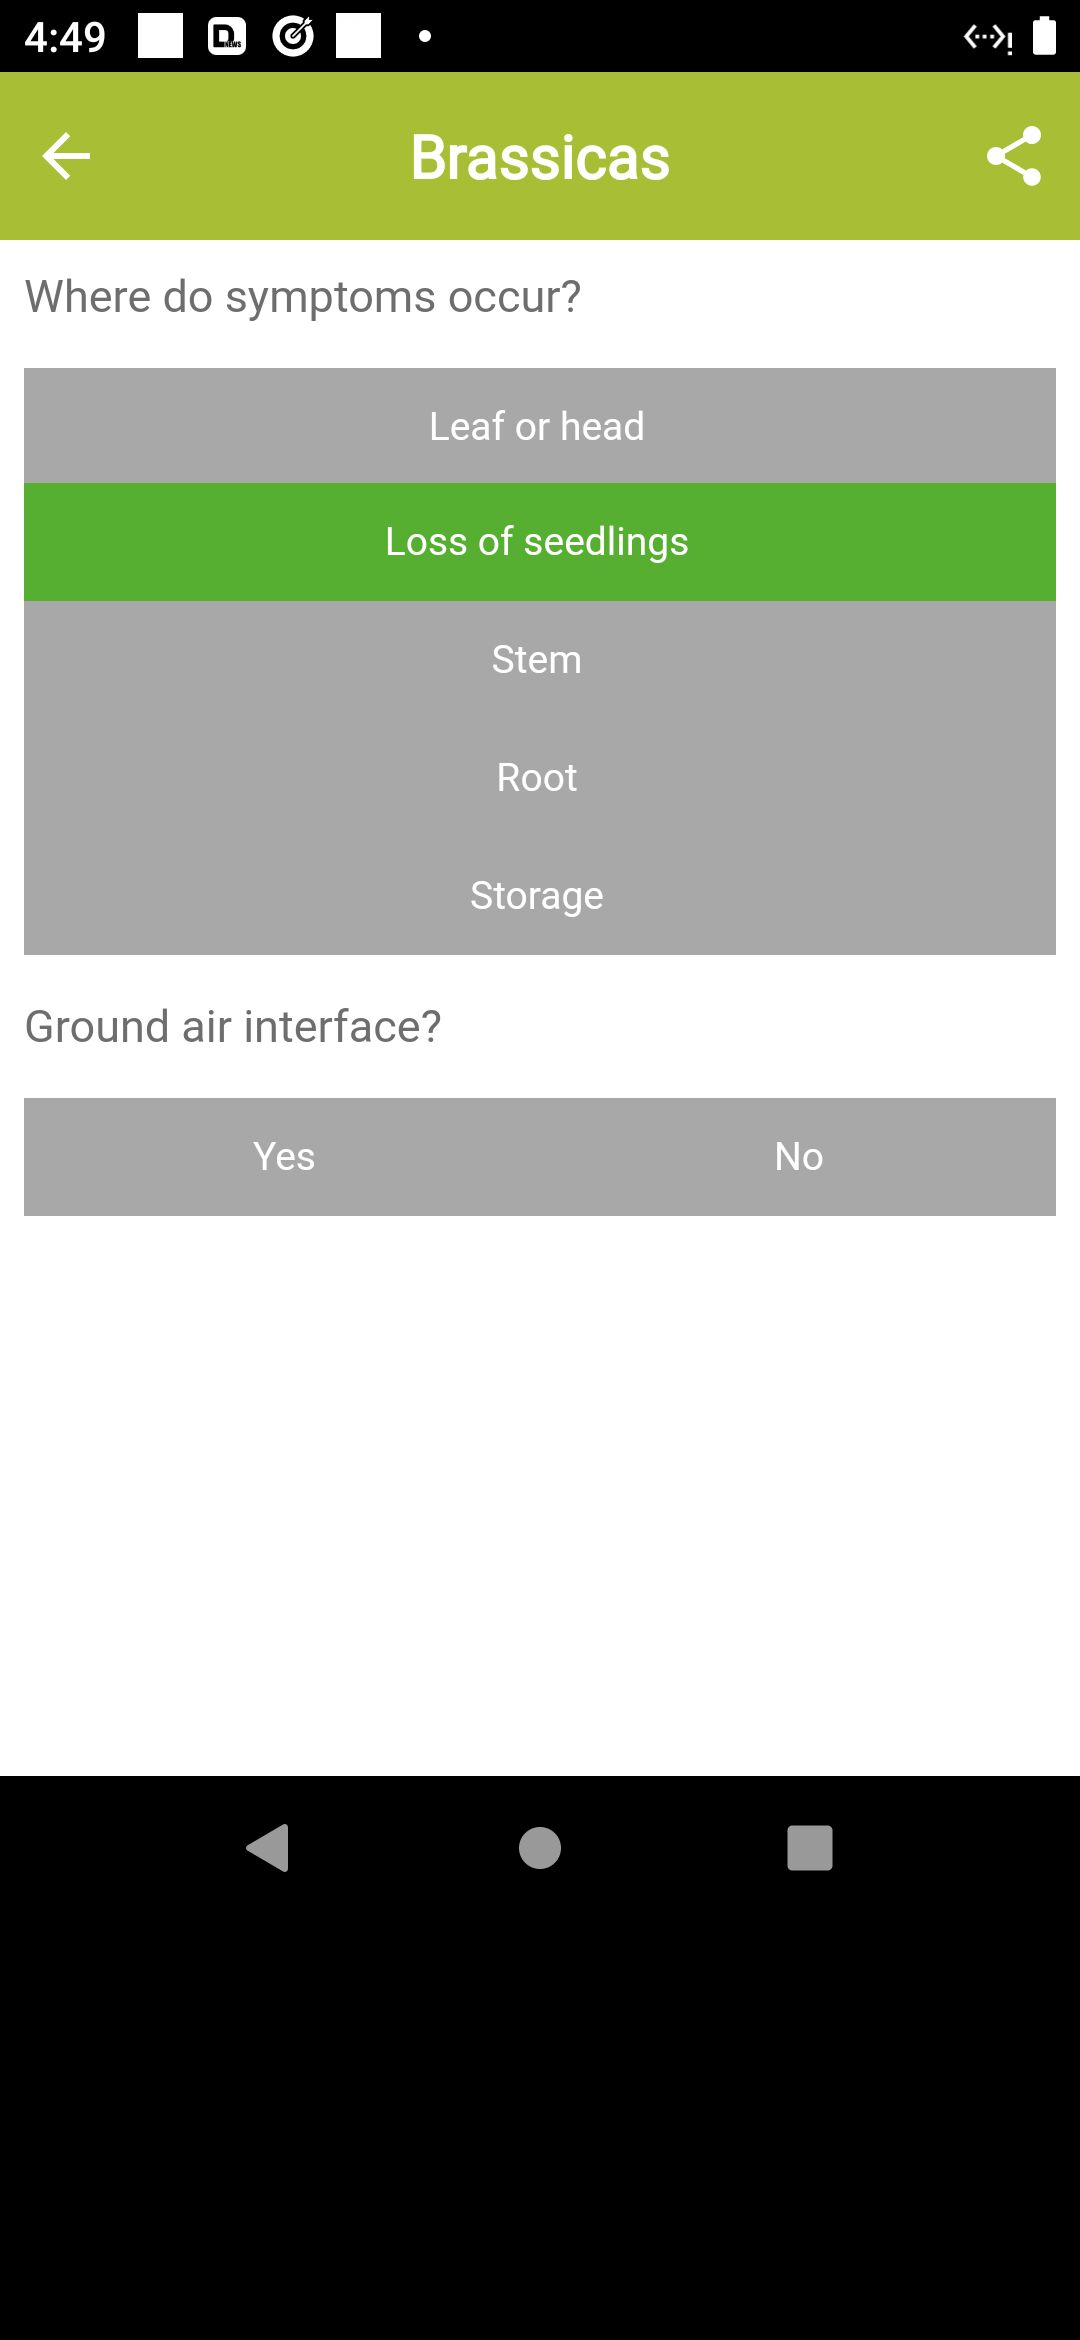 4:49
D NEWS
Brassicas
Where do symptoms occur?
Leaf or head
Loss of seedlings
Stem
Root
Storage
Ground air interface?
Yes No